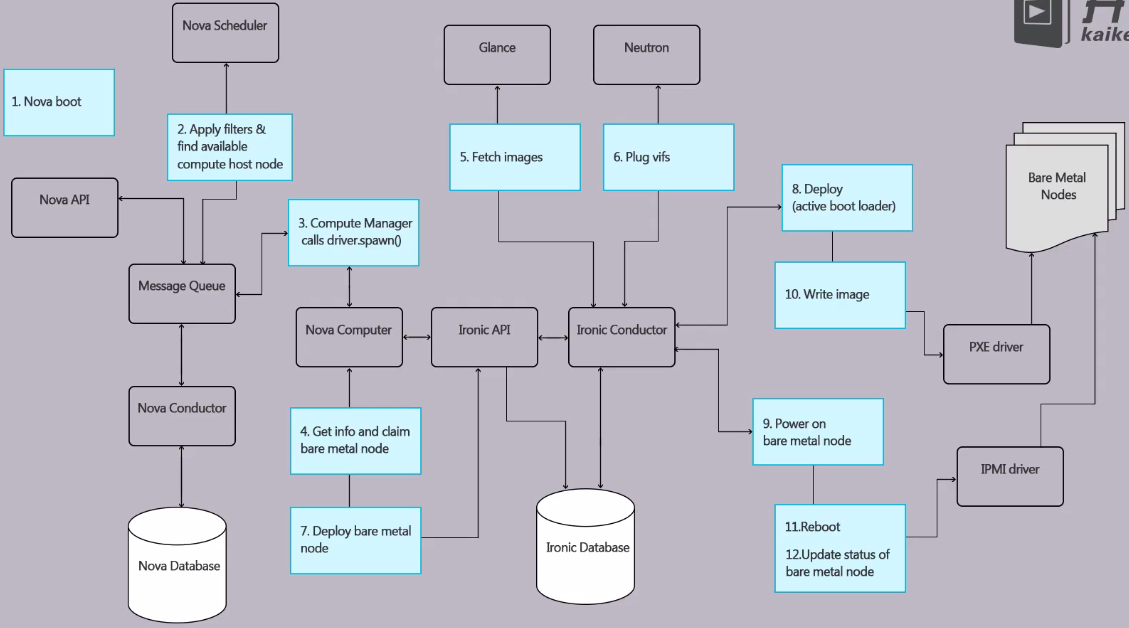 Nova Scheduler
Glance
Neutron
kaike
1. Nova boot
2. Apply filters &
find available
compute host node
5. Fetch images
6. Plug vifs
Bare Metal
Nodes
8. Deploy
(active boot loader)
Nova API
3. Compute Manager
calls driver.spawn()
Message Queue
10. Write image
Nova Computer
Ironic API
Ironic Conductor
PXE driver
Nova Conductor
4. Get info and claim
bare metal node
9. Power on
bare metal node
IPMI driver
7. Deploy bare metal
node
Ironic Database
11.Reboot
12.Update status of
bare metal node
Nova Database